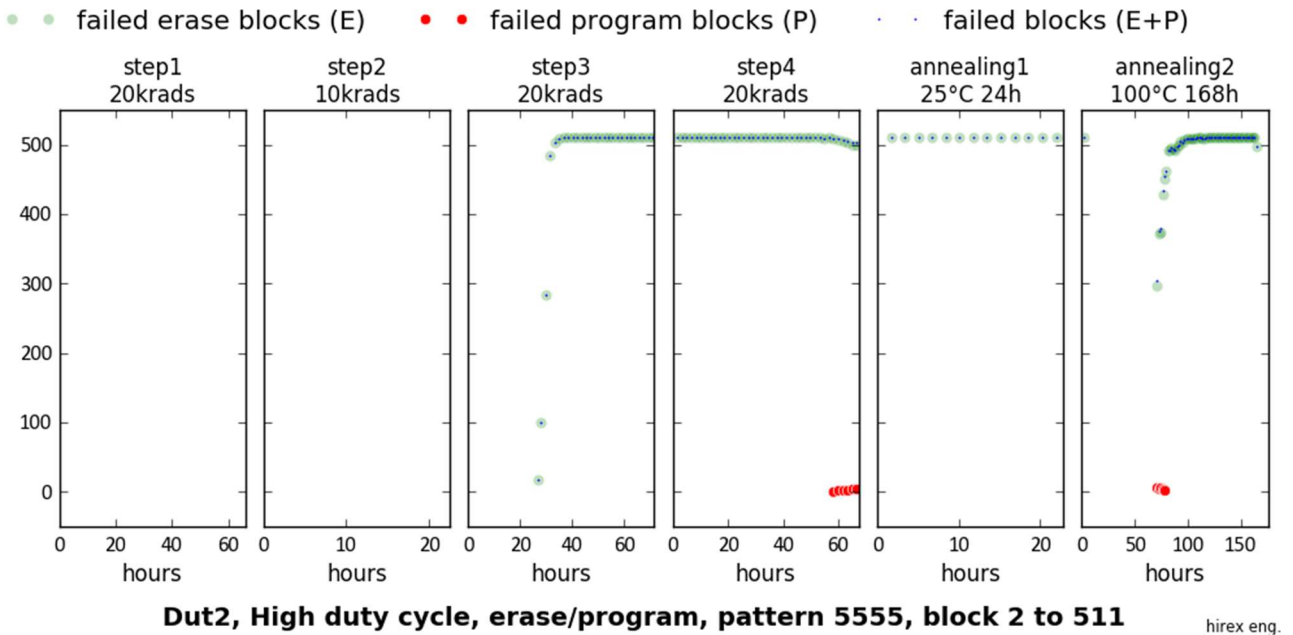 failed erase blocks (E) failed program blocks (P) failed blocks (E+P)
step1 step2 step3 step4 annealing1 annealing2
20krads 10krads 20krads 20krads 25°C 24h 100°C 168h
500
400
300
200
100
0
0 20 40 60 0 10 20 0 20 40 60 0 20 40 60 0 10 20 0 50 100 150
hours hours hours hours hours hours
Dut2, High duty cycle, erase/program, pattern 5555, block 2 to 511
hirex eng.